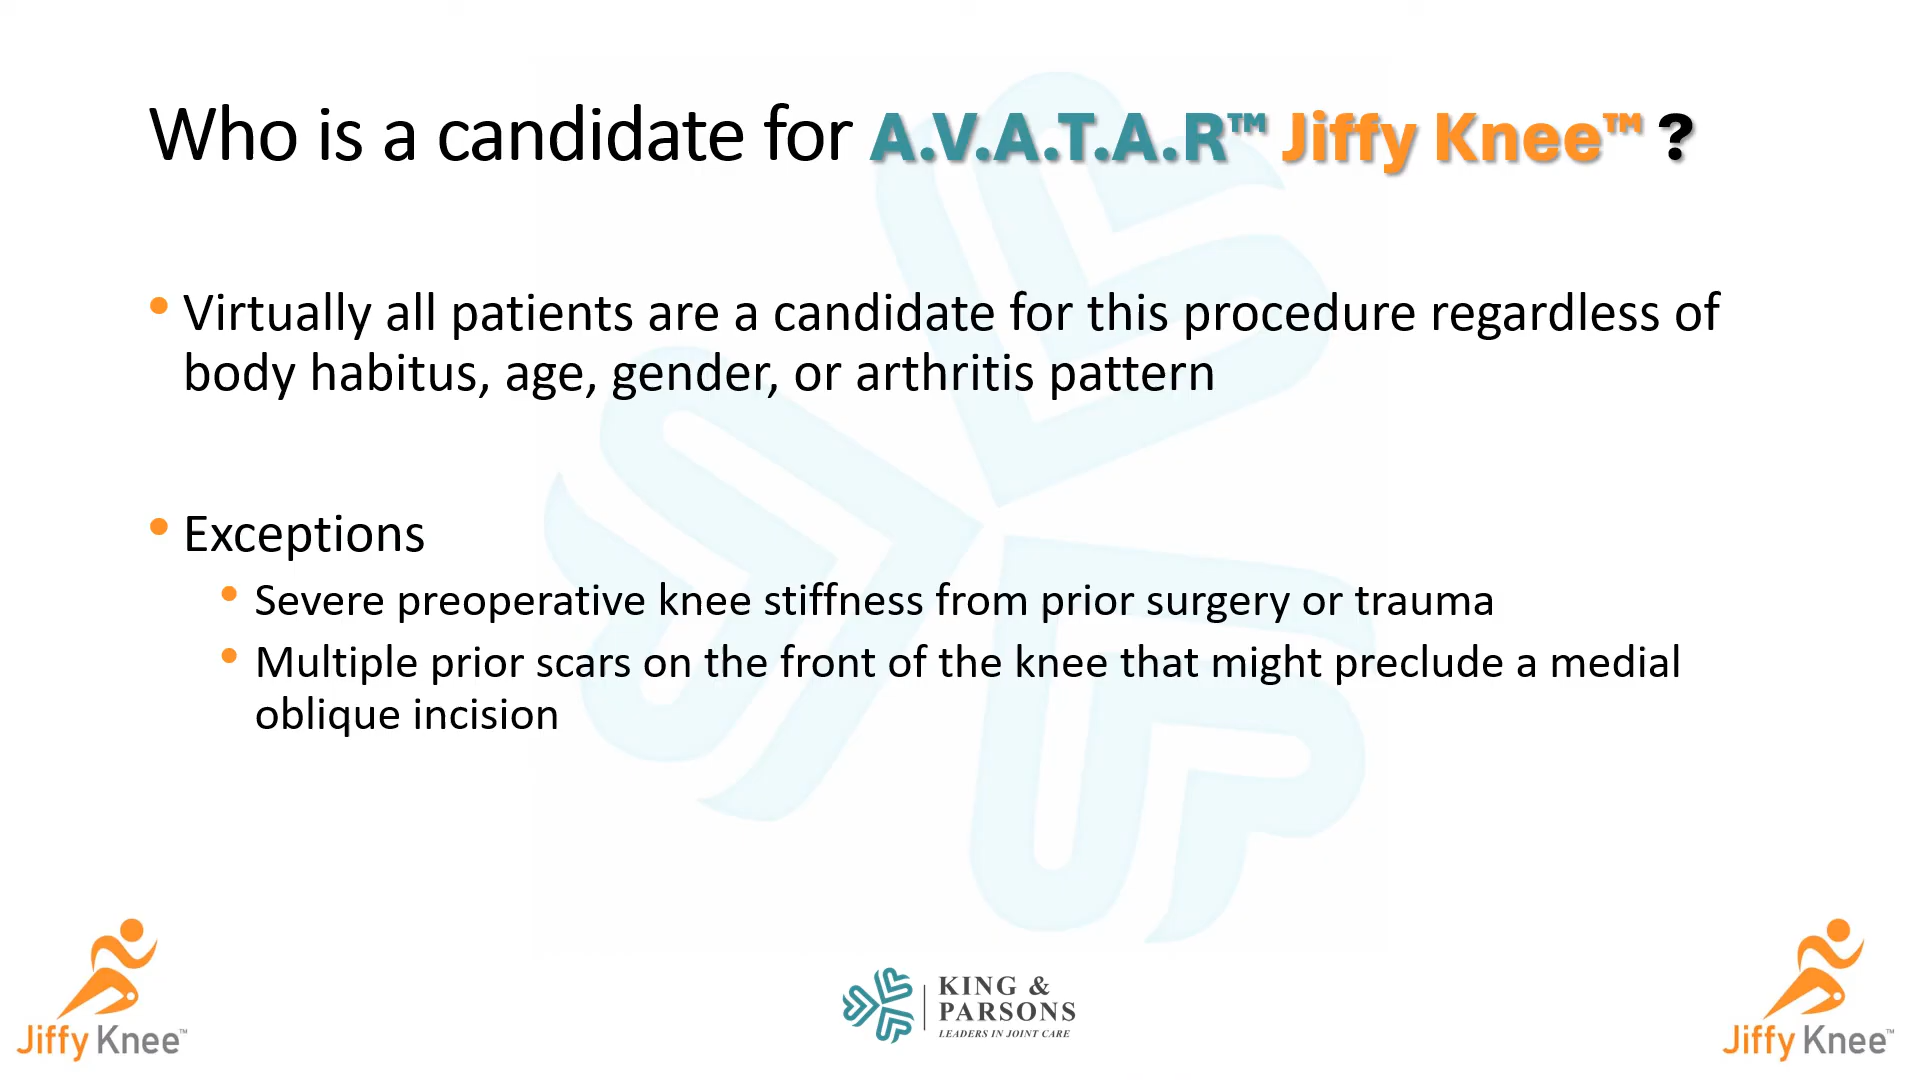 Who is a candidate for A.V.A.T.A.R™ Jiffy Knee™ ?
• Virtually all patients are a candidate for this procedure regardless of
body habitus, age, gender, or arthritis pattern
• Exceptions
• Severe preoperative knee stiffness from prior surgery or trauma
• Multiple prior scars on the front of the knee that might preclude a medial
oblique incision
Jiffy Knee™
KING &
PARSONS
LEADERS IN JOINT CARE
Jiffy Knee™